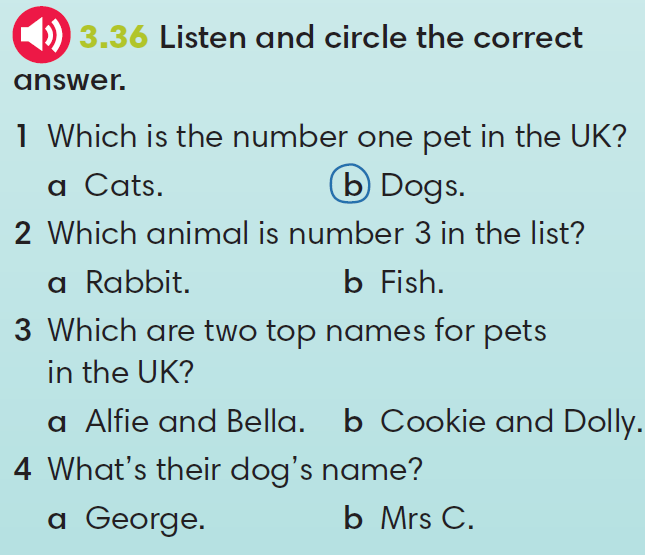 3.36 Listen and circle the correct
answer.
1 Which is the number one pet in the UK?
a Cats. b Dogs.
2 Which animal is number 3 in the list?
a Rabbit. b Fish.
3 Which are two top names for pets
in the UK?
a Alfie and Bella. b Cookie and Dolly.
4 What's their dog's name?
a George. b Mrs C.